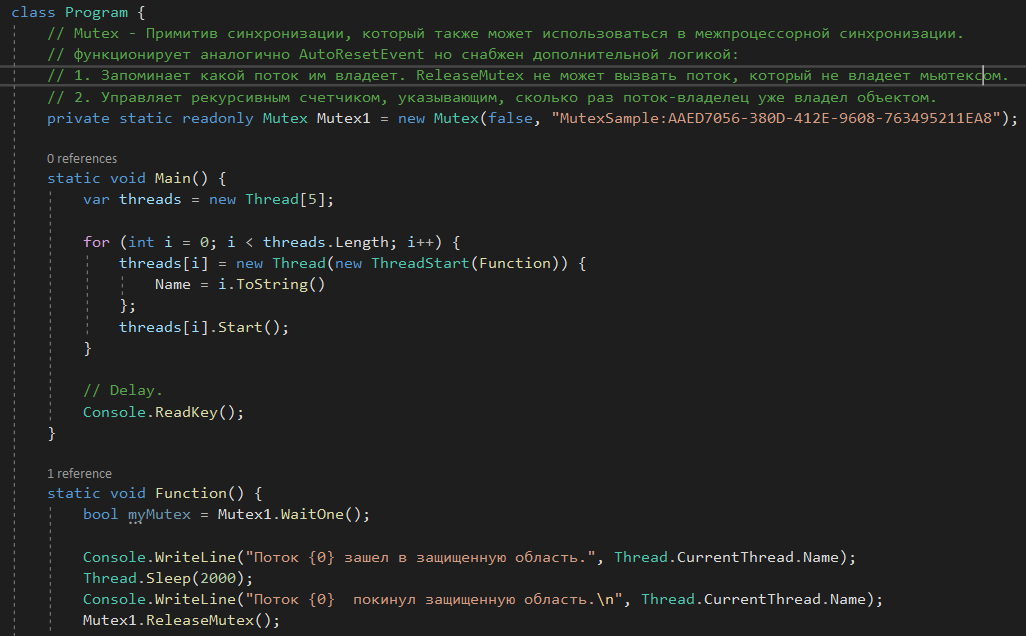 class Program {
// Mutex - Примитив синхронизации, который также может использоваться в межпроцессорной синхронизации.
// функционирует аналогично AutoResetEvent но снабжен дополнительной логикой:
// 1. Запоминает какой поток им владеет. ReleaseMutex не может вызвать поток, который не владеет мьютексом.
// 2. Управляет рекурсивным счетчиком, указывающим, сколько раз поток-владелец уже владел объектом.
private static readonly Mutex Mutex1 = new Mutex(false, "MutexSample:AAED7056-380D-412E-9608-763495211EA8");
0 references
static void Main() {
var threads = new Thread[5];
for (int i = 0; i < threads.Length; i++) {
threads[i] = new Thread(new ThreadStart(Function)) {
Name = i.ToString()
};
threads[i].Start();
}
// Delay.
Console.ReadKey();
}
1 reference
static void Function() {
bool myMutex = Mutex1.WaitOne();
Console.WriteLine("Поток {0} зашел в защищенную область.", Thread.CurrentThread.Name);
Thread.Sleep(2000);
Console.WriteLine("Поток {0}  покинул защищенную область.\n", Thread.CurrentThread.Name);
Mutex1.ReleaseMutex();